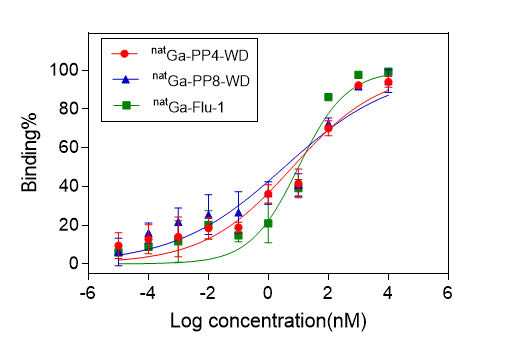 natGa-PP4-WD
natGa-PP8-WD
natGa-Flu-1
100
80
60
40
20
0
Binding%
-6 -4 -2 0 2 4 6
Log concentration(nM)